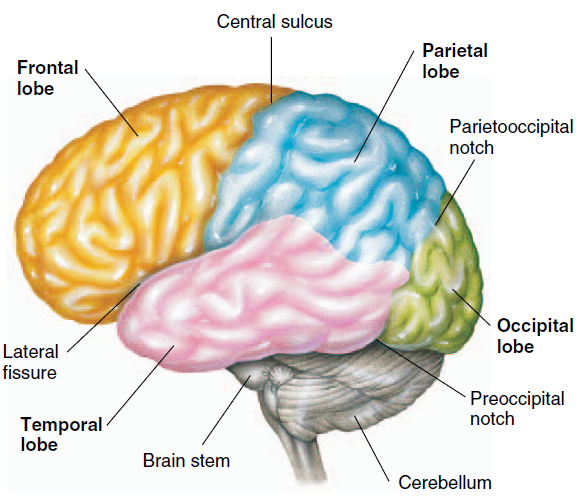 Central sulcus
Frontal
lobe
Parietal
lobe
Parietooccipital
notch
Occipital
lobe
Lateral
fissure
Preoccipital
notch
Temporal
lobe
Brain stem
Cerebellum